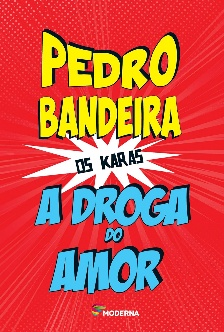 PEDRO
BANDEIRA
OS KARAS
A DROGA
DO
AMOR
MODERNA